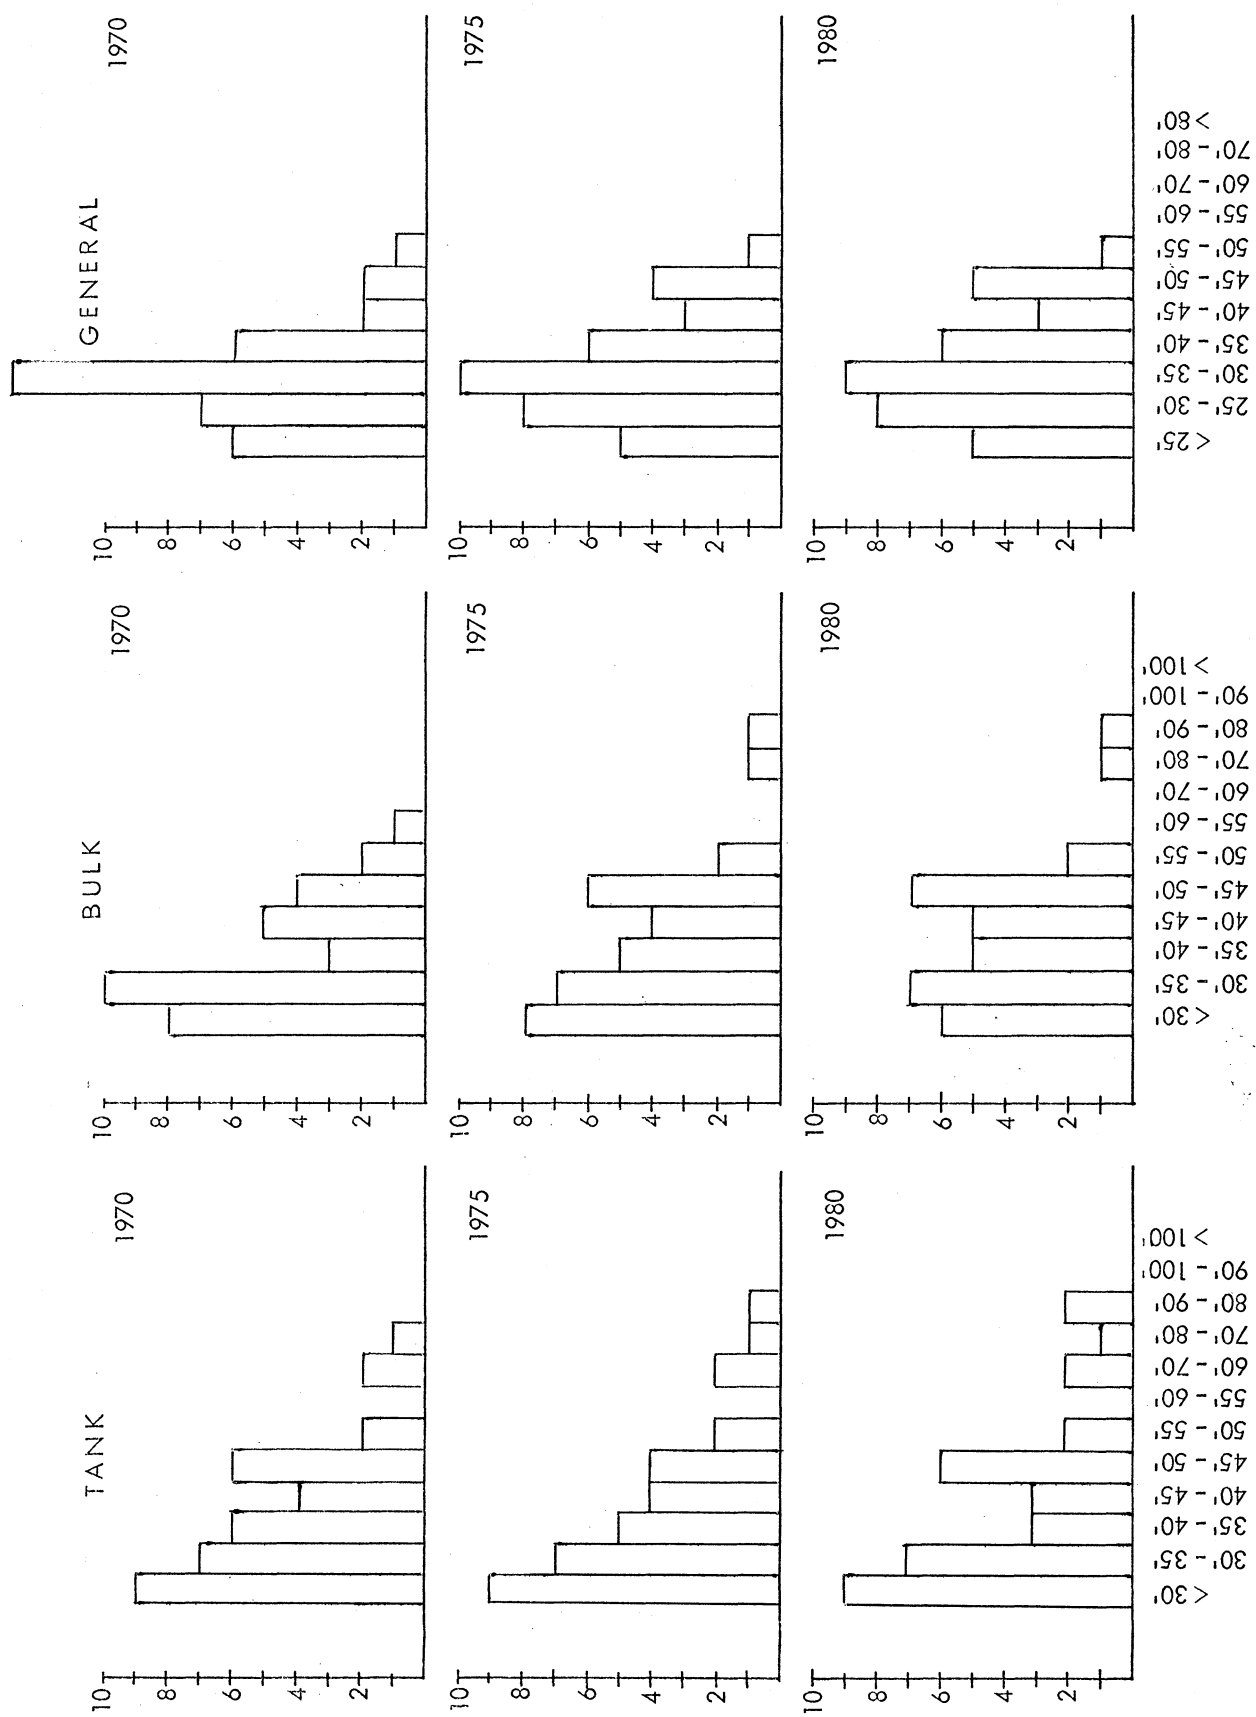 TANK
BULK
GENERAL
1970
1970
1970
10
8
6
4
2
10
8
6
4
2
10
8
6
4
2
1975
1975
1975
10
8
6
4
2
10
8
6
4
2
10
8
6
4
2
1980
1980
1980
10
8
6
4
2
10
8
6
4
2
10
8
6
4
2
< 30'
30' - 35'
35' - 40'
40' - 45'
45' - 50'
50' - 55'
55' - 60'
60' - 70'
70' - 80'
80' - 90'
90' - 100'
> 100'
< 30'
30' - 35'
35' - 40'
40' - 45'
45' - 50'
50' - 55'
55' - 60'
60' - 70'
70' - 80'
80' - 90'
90' - 100'
> 100'
< 25'
25' - 30'
30' - 35'
35' - 40'
40' - 45'
45' - 50'
50' - 55'
55' - 60'
60' - 70'
70' - 80'
> 80'